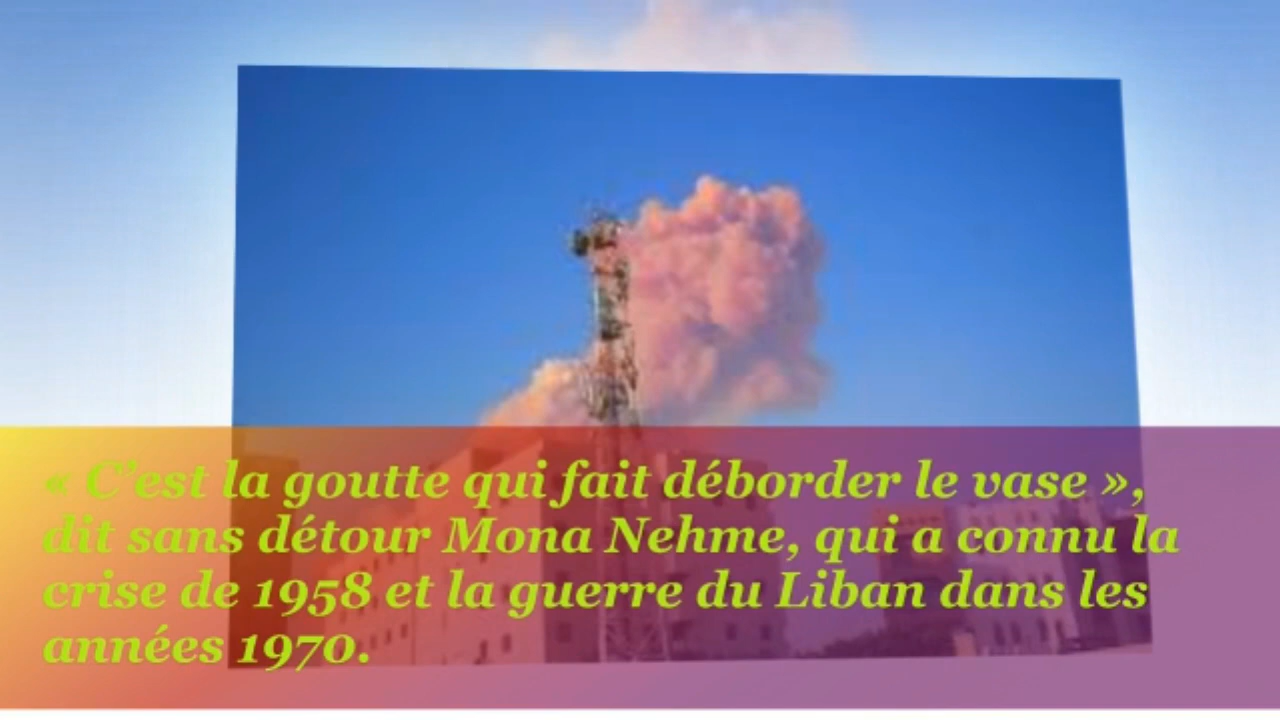 « C’est la goutte qui fait déborder le vase »,
dit sans détour Mona Nehme, qui a connu la
crise de 1958 et la guerre du Liban dans les
années 1970.